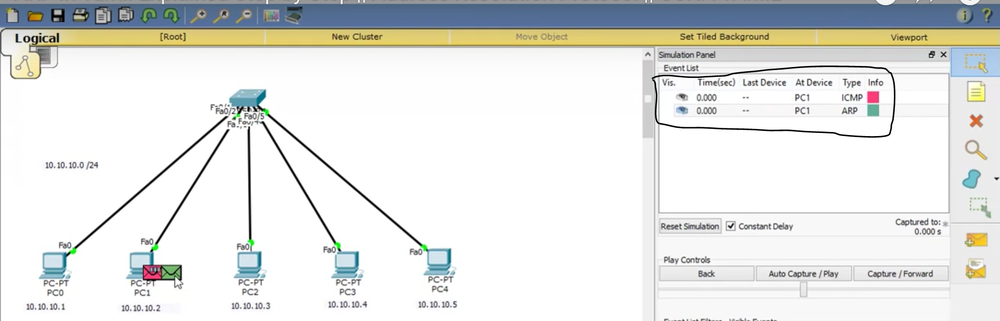 Logical [Root] New Cluster Move Object Set Tiled Background Viewport
Simulation Panel
Event List
Vis. Time(sec) Last Device At Device Type Info
0.000 -- PC1 ICMP
0.000 -- PC1 ARP
Fa0/2
Fa0/5
10.10.10.0 /24
Reset Simulation Constant Delay Captured to: *
0.000 s
Play Controls
Back Auto Capture / Play Capture / Forward
Fa0 Fa0 Fa0 Fa0 Fa0
PC-PT PC-PT PC-PT PC-PT PC-PT
PC0 PC1 PC2 PC3 PC4
10.10.10.1 10.10.10.2 10.10.10.3 10.10.10.4 10.10.10.5